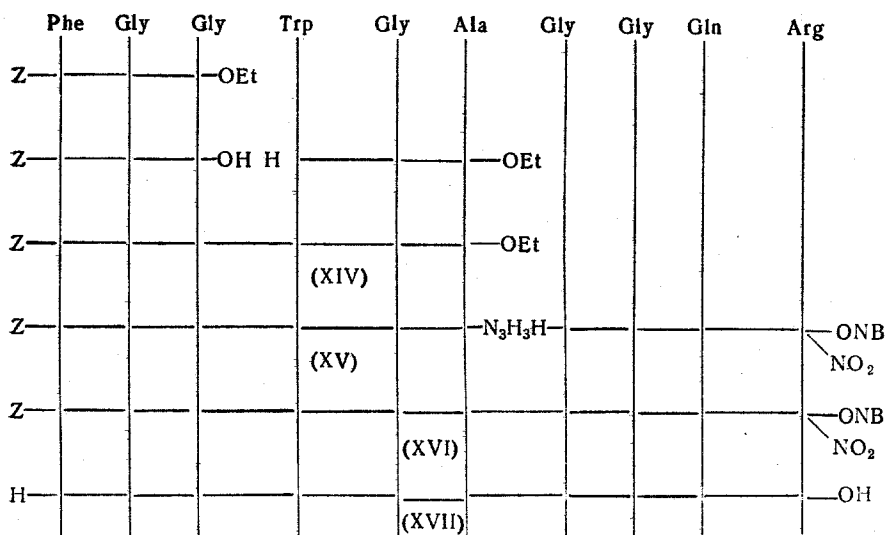 Phe Gly Gly Trp Gly Ala Gly Gly Gln Arg
Z OEt
Z OH H OEt
Z OEt
(XIV)
Z N₃H₃H ONB
(XV) NO₂
Z ONB
(XVI) NO₂
H OH
(XVII)